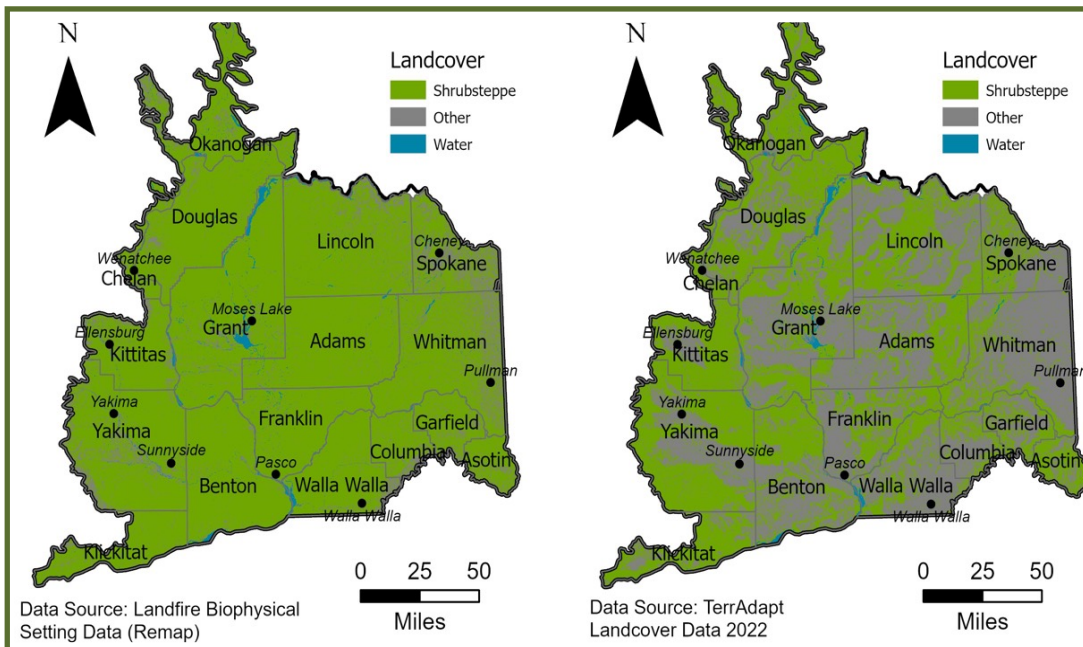 N
Landcover
Shrubsteppe
Other
Water
Okanogan
Douglas
Lincoln
Cheney
Spokane
Wenatchee
Chelan
Moses Lake
Grant
Ellensburg
Kittitas
Adams
Whitman
Pullman
Yakima
Yakima
Franklin
Garfield
Sunnyside
Columbia
Asotin
Pasco
Benton
Walla Walla
Walla Walla
Klickitat
0 25 50
Miles
Data Source: Landfire Biophysical
Setting Data (Remap)
N
Landcover
Shrubsteppe
Other
Water
Okanogan
Douglas
Lincoln
Cheney
Spokane
Wenatchee
Chelan
Moses Lake
Grant
Ellensburg
Kittitas
Adams
Whitman
Pullman
Yakima
Yakima
Franklin
Garfield
Sunnyside
Columbia
Asotin
Pasco
Benton
Walla Walla
Walla Walla
Klickitat
0 25 50
Miles
Data Source: TerrAdapt
Landcover Data 2022